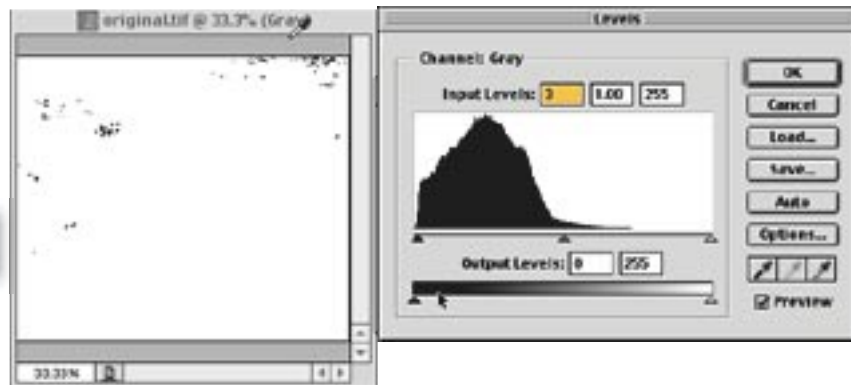 original.tif @ 33.3% (Gray)
33.33%
Levels
Channel: Gray
Input Levels: 3 1.00 255
Output Levels: 0 255
OK
Cancel
Load...
Save...
Auto
Options...
Preview